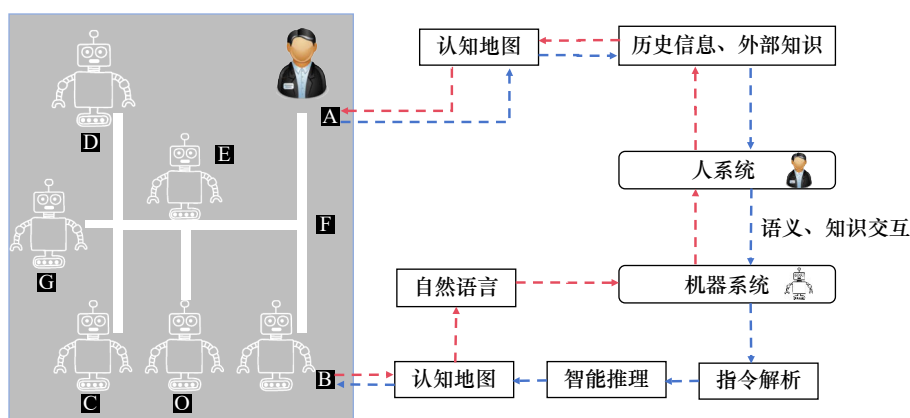 认知地图
历史信息、外部知识
A
D
E
人系统
F
语义、知识交互
G
自然语言
机器系统
B
认知地图
智能推理
指令解析
C
O